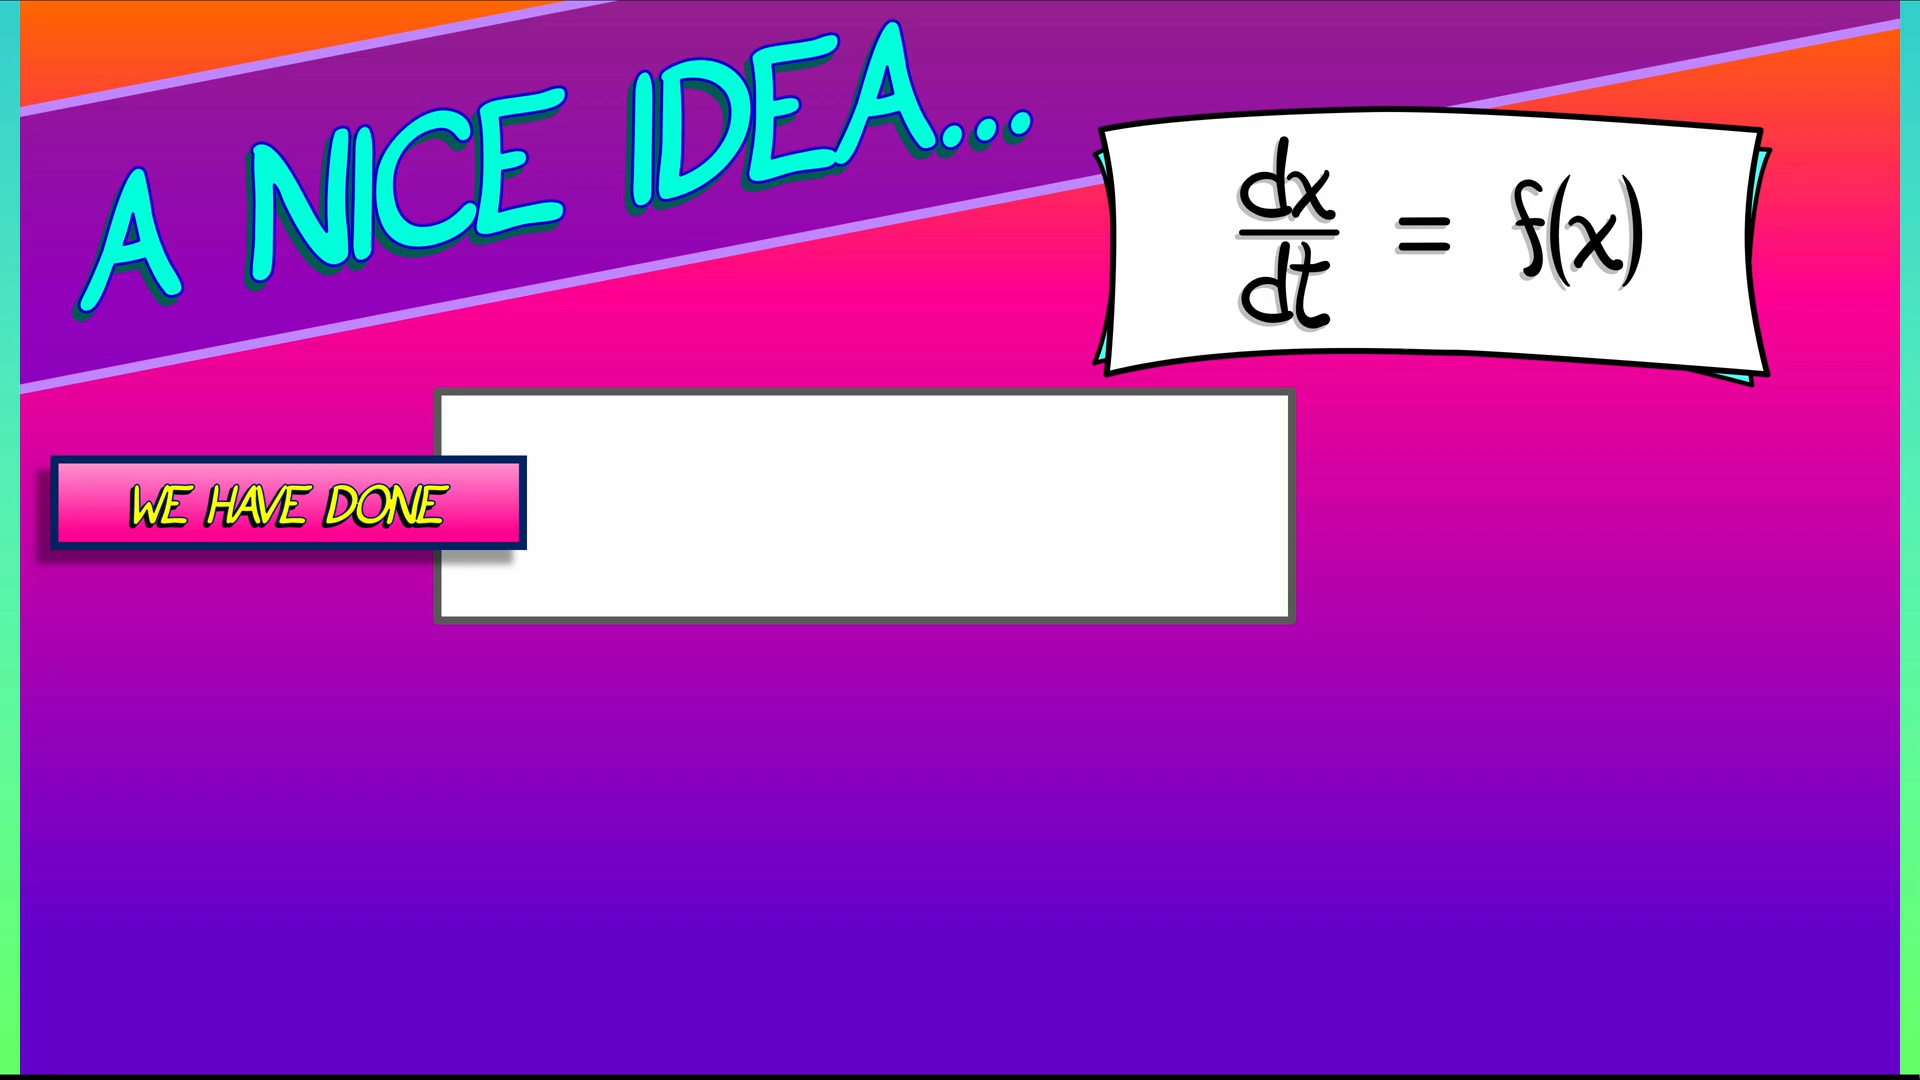 A NICE IDEA...
dx/dt = f(x)
WE HAVE DONE